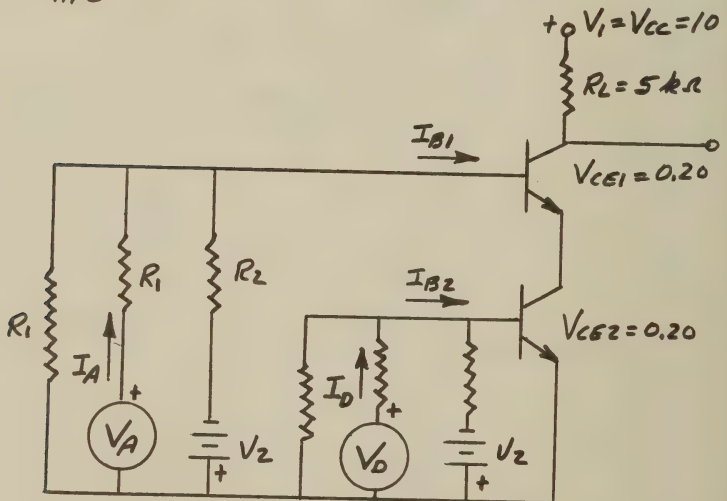 + V₁ = VCC = 10
RL = 5 kΩ
IB1
VCE1 = 0.20
R₁
R₂
IB2
R₁
IA
ID
VCE2 = 0.20
+
+
VA
V₂
VD
V₂
+
+